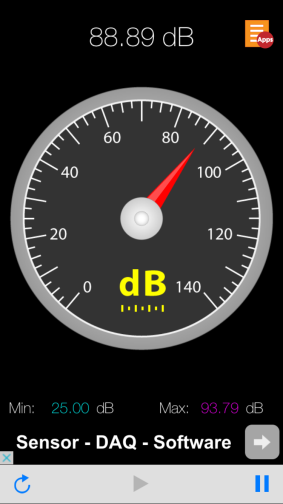 88.89 dB
Apps
60 80
40 100
20 120
dB
0 140
Min: 25.00 dB Max: 93.79 dB
Sensor - DAQ - Software